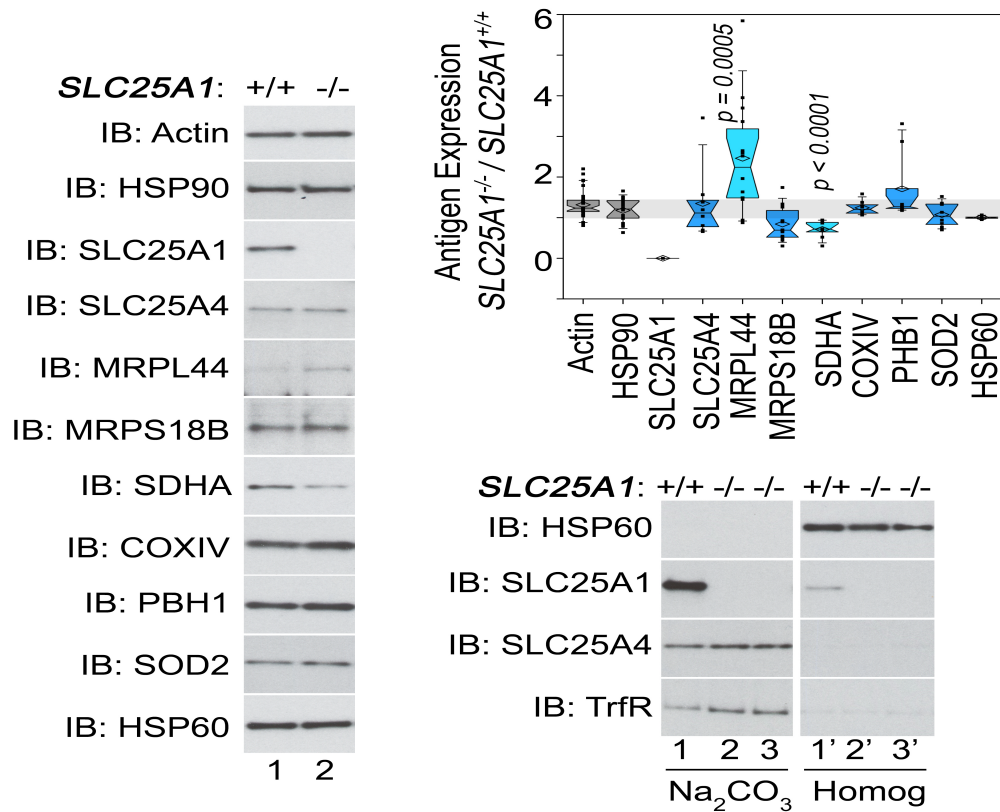 SLC25A1: +/+ -/-
IB: Actin
IB: HSP90
IB: SLC25A1
IB: SLC25A4
IB: MRPL44
IB: MRPS18B
IB: SDHA
IB: COXIV
IB: PBH1
IB: SOD2
IB: HSP60
1 2
Antigen Expression
SLC25A1-/- / SLC25A1+/+
6
4
2
0
p = 0.0005
p < 0.0001
Actin
HSP90
SLC25A1
SLC25A4
MRPL44
MRPS18B
SDHA
COXIV
PHB1
SOD2
HSP60
SLC25A1: +/+ -/- -/- +/+ -/- -/-
IB: HSP60
IB: SLC25A1
IB: SLC25A4
IB: TrfR
1 2 3 1’ 2’ 3’
Na2CO3 Homog